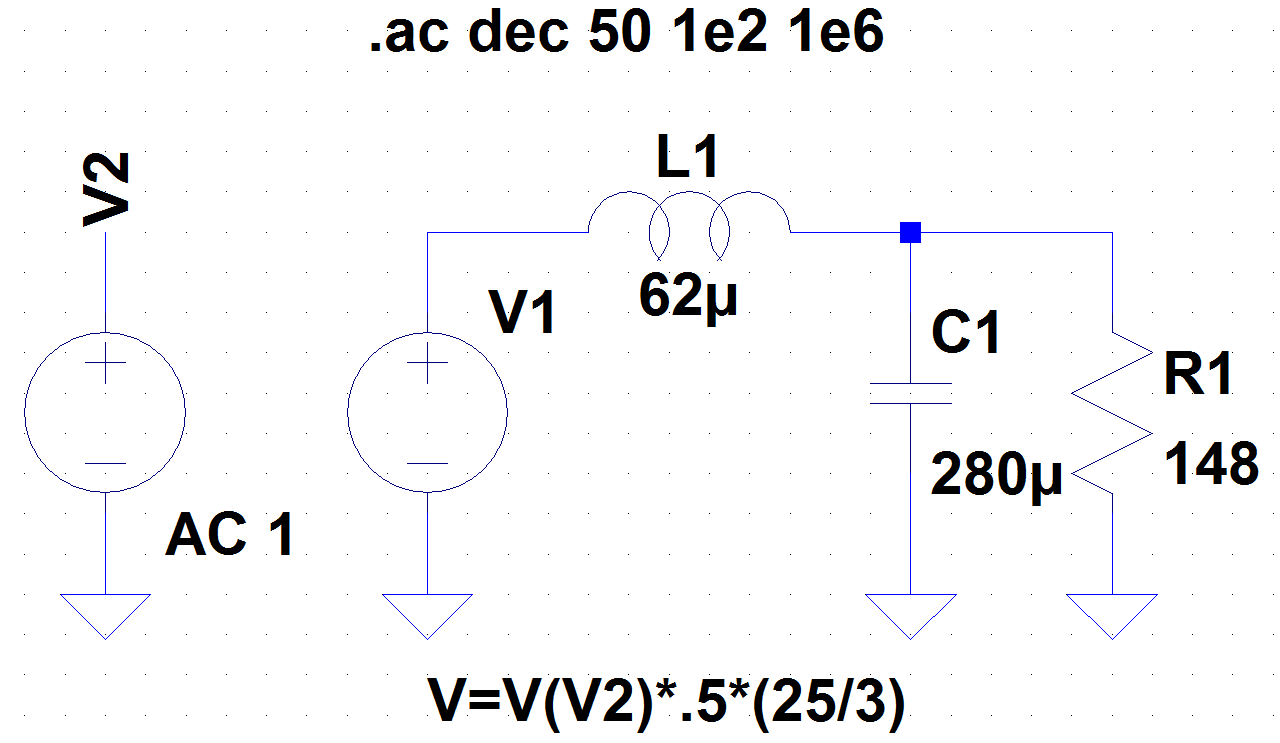 .ac dec 50 1e2 1e6
V2
L1
62µ
V1
C1
280µ
R1
148
AC 1
V=V(V2)*.5*(25/3)